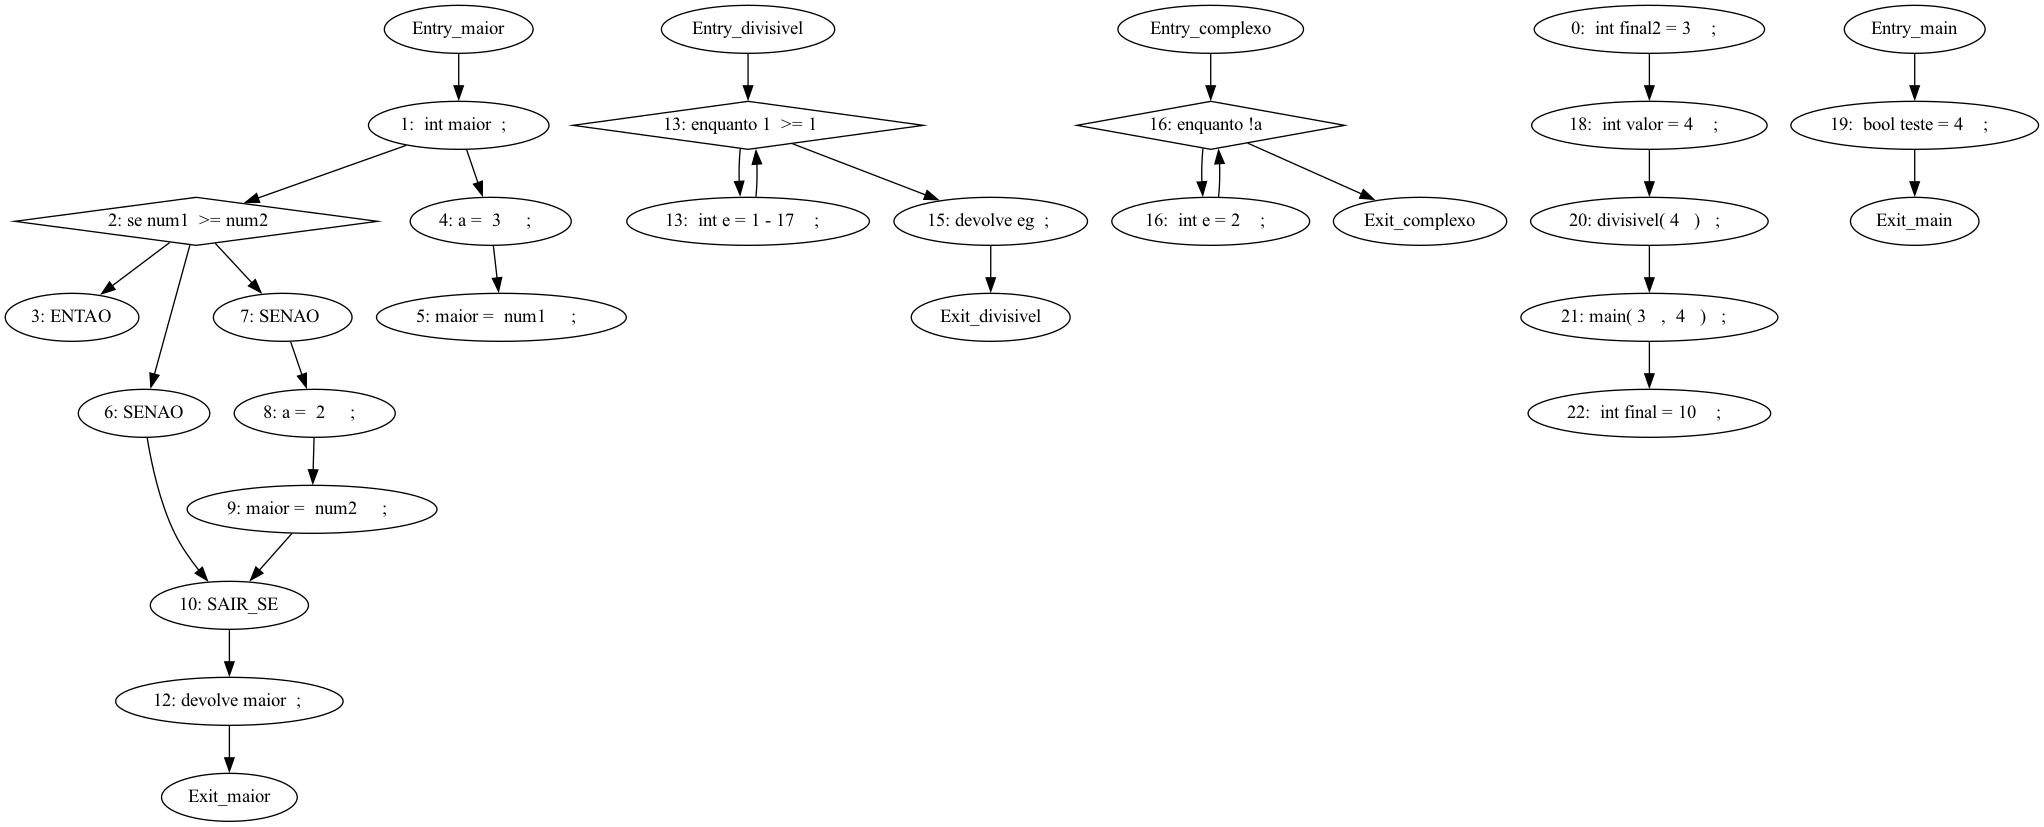 Entry_maior
1: int maior ;
2: se num1 >= num2
4: a = 3 ;
3: ENTAO
7: SENAO
5: maior = num1 ;
6: SENAO
8: a = 2 ;
9: maior = num2 ;
10: SAIR_SE
12: devolve maior ;
Exit_maior
Entry_divisivel
13: enquanto 1 >= 1
13: int e = 1 - 17 ;
15: devolve eg ;
Exit_divisivel
Entry_complexo
16: enquanto !a
16: int e = 2 ;
Exit_complexo
0: int final2 = 3 ;
18: int valor = 4 ;
20: divisivel( 4 ) ;
21: main( 3 , 4 ) ;
22: int final = 10 ;
Entry_main
19: bool teste = 4 ;
Exit_main